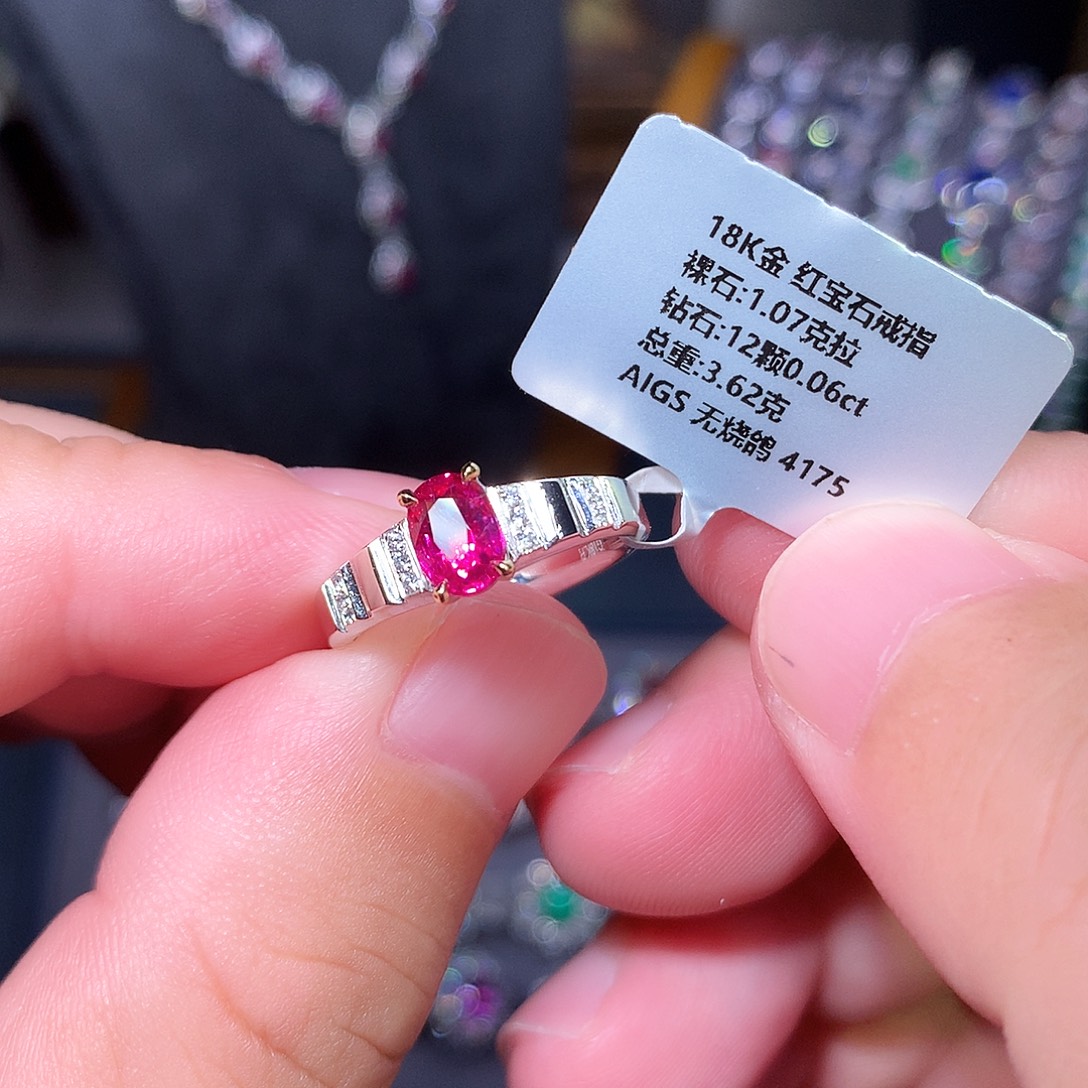 18K金 红宝石戒指
裸石:1.07克拉
钻石:12颗0.06ct
总重:3.62克
AIGS 无烧鸽 4175